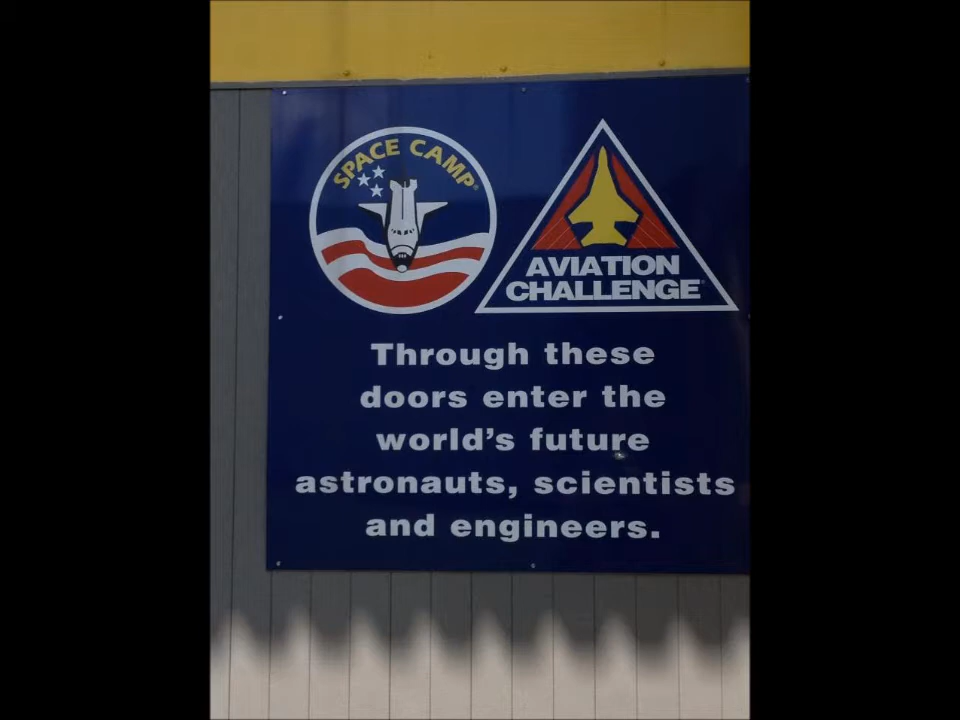 SPACE CAMP®
AVIATION
CHALLENGE®
Through these
doors enter the
world's future
astronauts, scientists
and engineers.